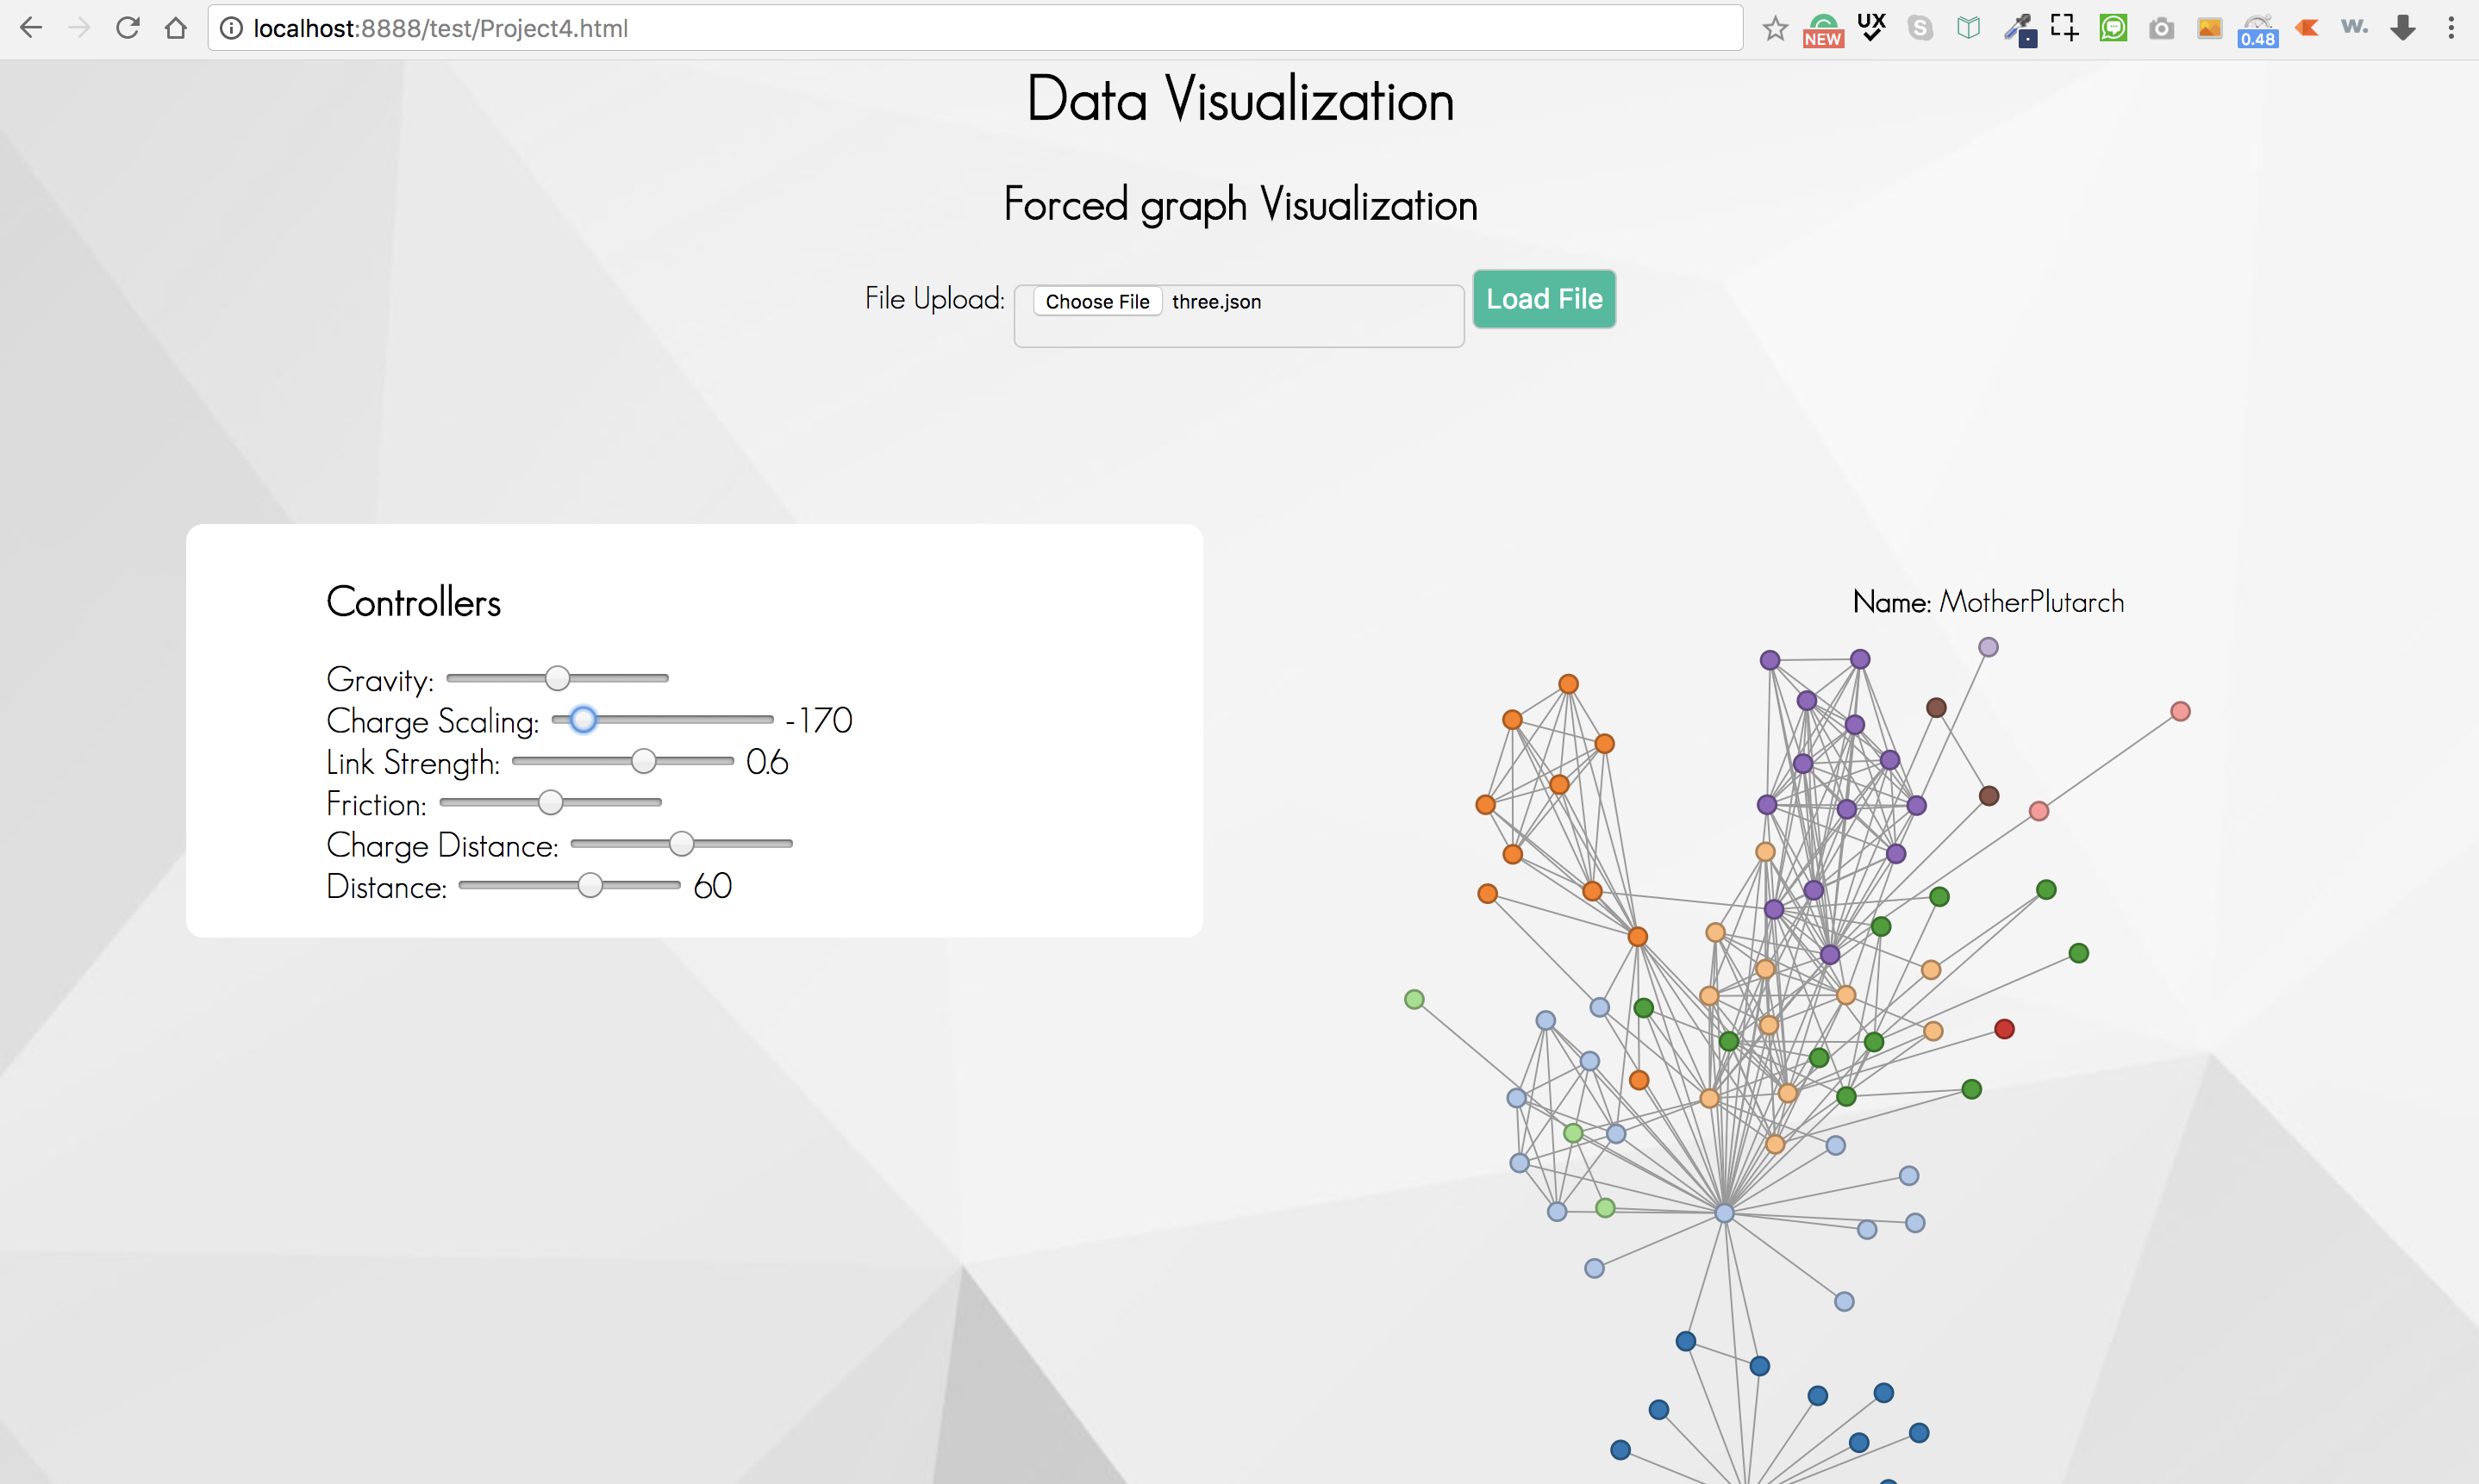 localhost:8888/test/Project4.html
NEW
UX
S
0.48
w.
Data Visualization
Forced graph Visualization
File Upload: Choose File three.json Load File
Controllers
Name: MotherPlutarch
Gravity:
Charge Scaling: -170
Link Strength: 0.6
Friction:
Charge Distance:
Distance: 60